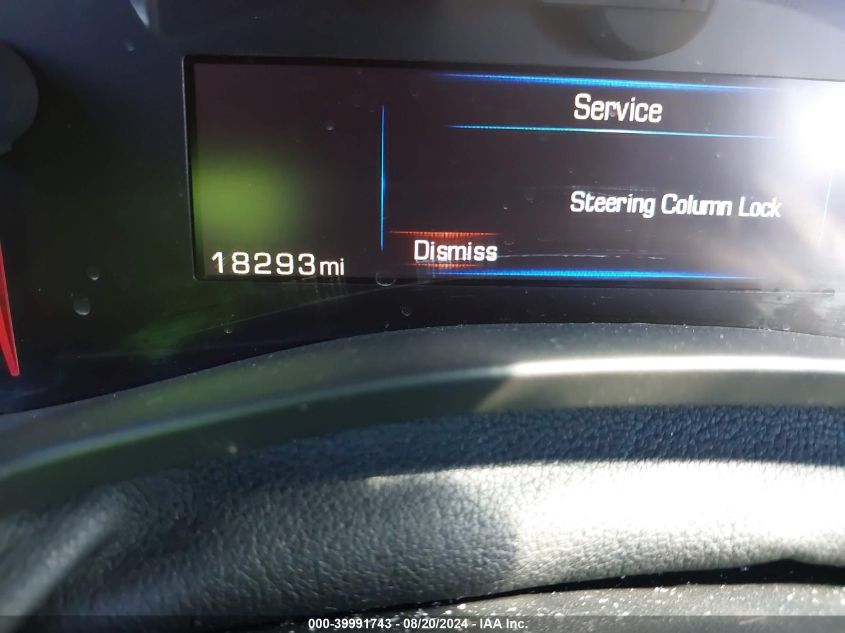 Service
Steering Column Lock
Dismiss
18293mi
000-39991743 — 08/20/2024 — IAA Inc.